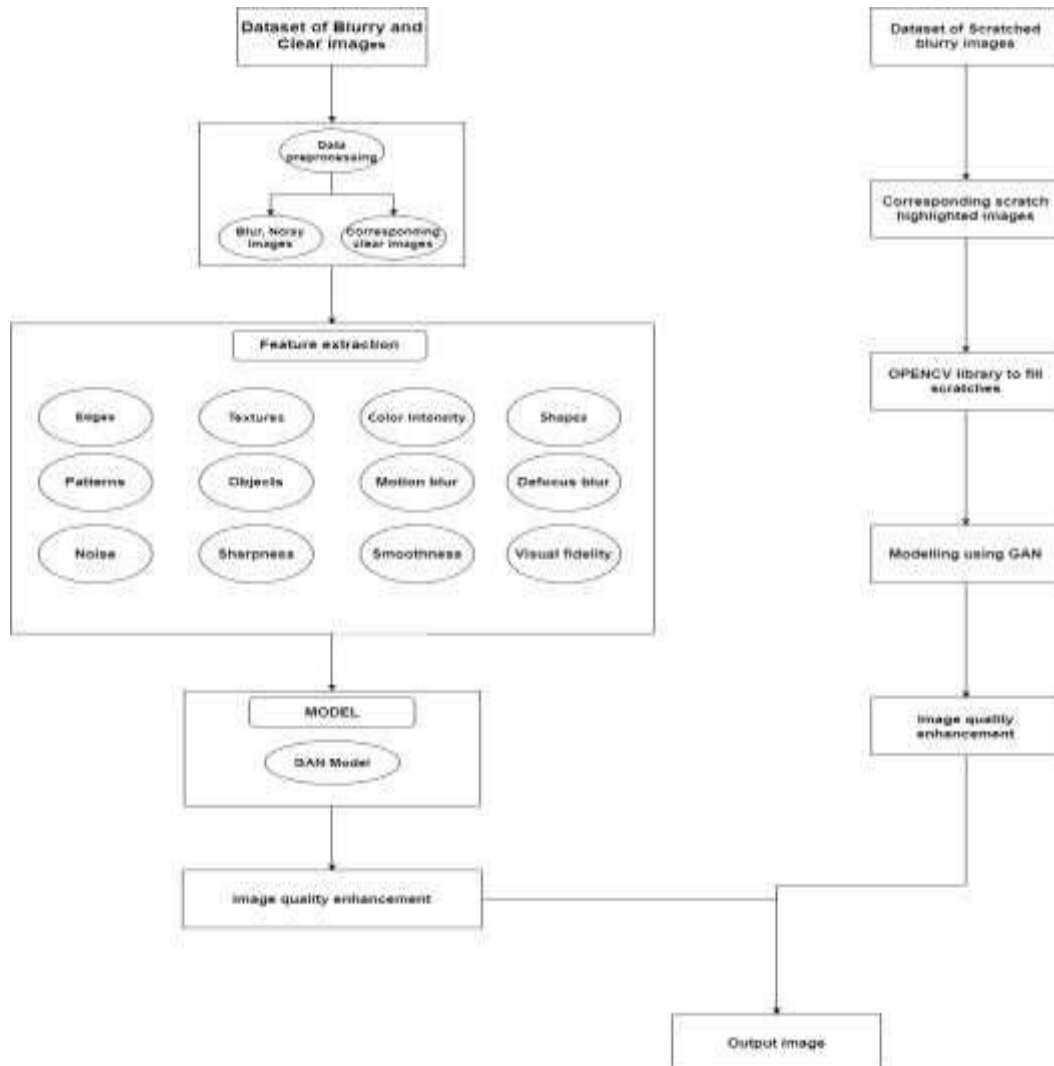 Dataset of Blurry and
Clear images
Data
preprocessing
Blur, Noisy
images
Corresponding
clear images
Feature extraction
Edges
Textures
Color Intensity
Shapes
Patterns
Objects
Motion blur
Defocus blur
Noise
Sharpness
Smoothness
Visual fidelity
MODEL
GAN Model
Image quality enhancement
Dataset of Scratched
blurry images
Corresponding scratch
highlighted images
OPENCV library to fill
scratches
Modelling using GAN
Image quality
enhancement
Output image